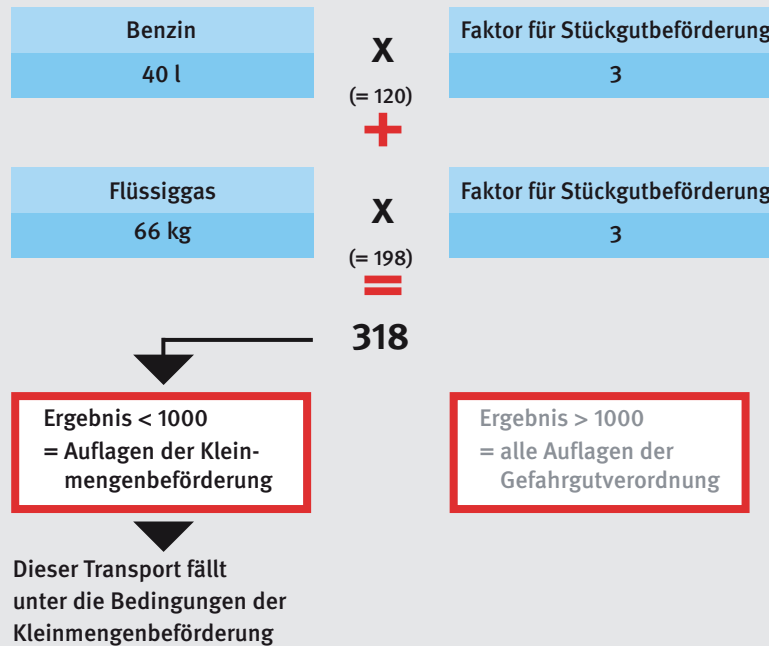 Benzin
X
Faktor für Stückgutbeförderung
40 l
3
(= 120)
+
Flüssiggas
X
Faktor für Stückgutbeförderung
66 kg
3
(= 198)
=
318
Ergebnis < 1000
= Auflagen der Klein-
mengenbeförderung
Ergebnis > 1000
= alle Auflagen der
Gefahrgutverordnung
Dieser Transport fällt
unter die Bedingungen der
Kleinmengenbeförderung